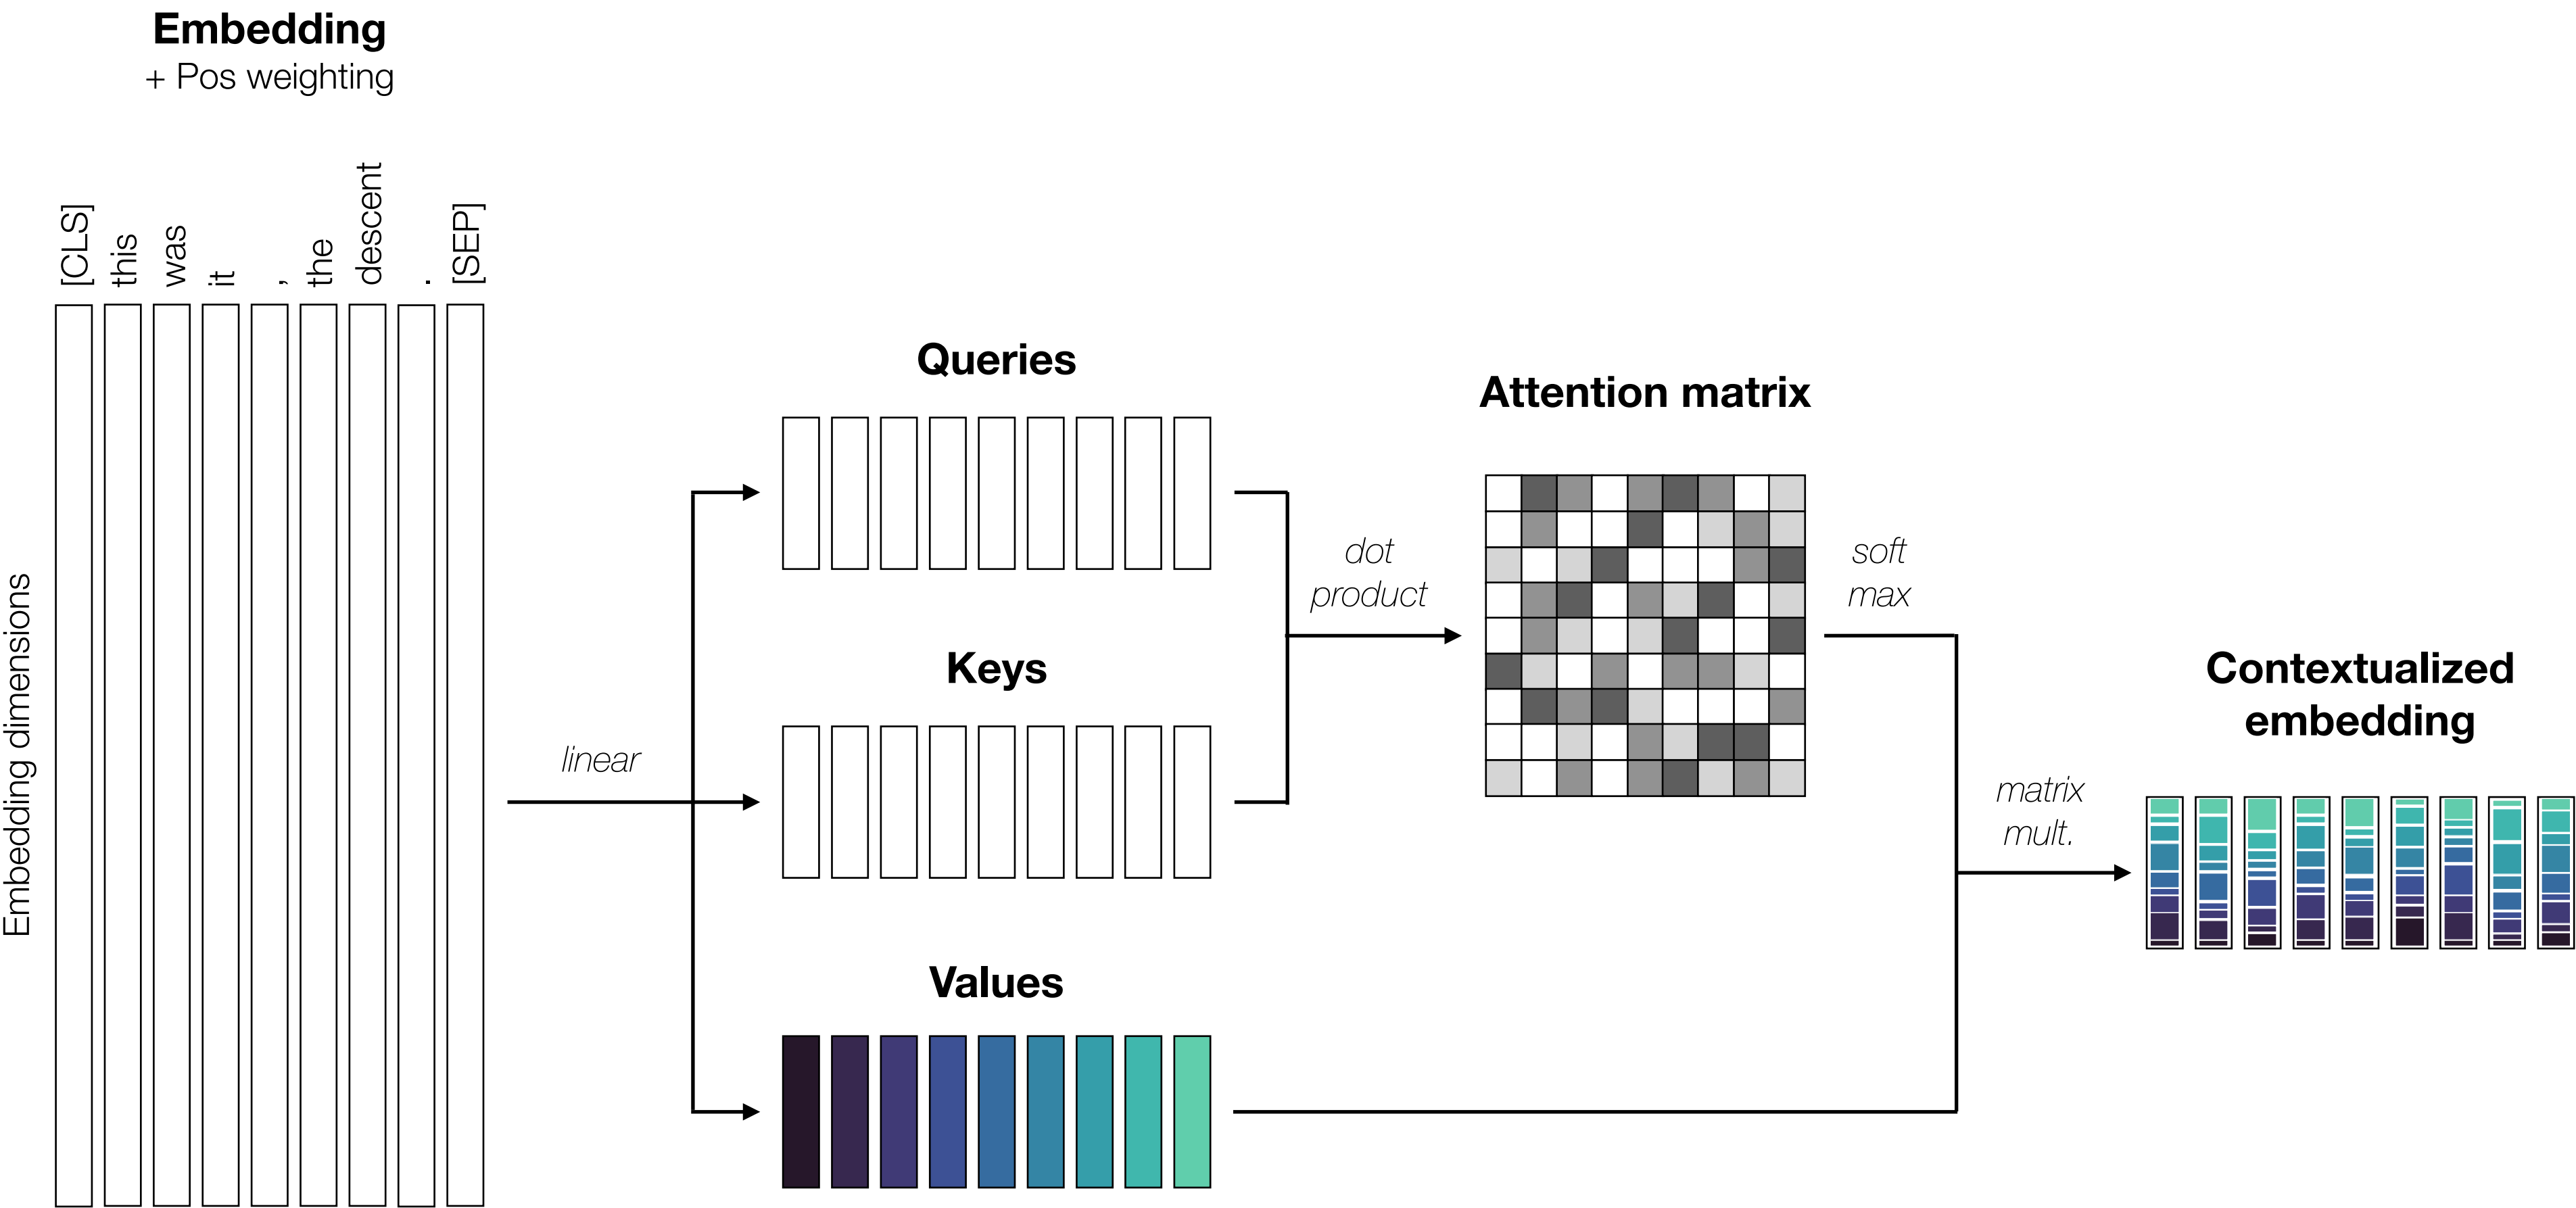 Embedding
+ Pos weighting
[CLS]
this
was
it
,
the
descent
.
[SEP]
Embedding dimensions
linear
Queries
Keys
Values
dot
product
Attention matrix
soft
max
matrix
mult.
Contextualized
embedding